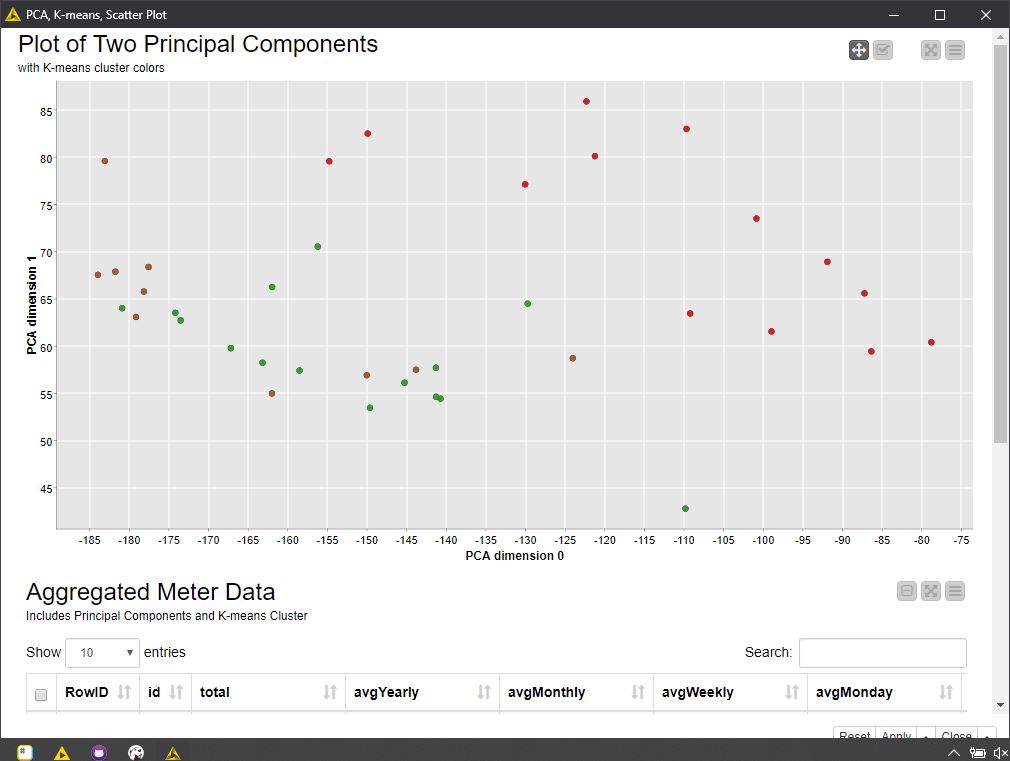 PCA, K-means, Scatter Plot
Plot of Two Principal Components
with K-means cluster colors
85
80
75
70
65
60
55
50
45
PCA dimension 1
-185 -180 -175 -170 -165 -160 -155 -150 -145 -140 -135 -130 -125 -120 -115 -110 -105 -100 -95 -90 -85 -80 -75
PCA dimension 0
Aggregated Meter Data
Includes Principal Components and K-means Cluster
Show 10 entries Search:
RowID id total avgYearly avgMonthly avgWeekly avgMonday
Reset Apply Close